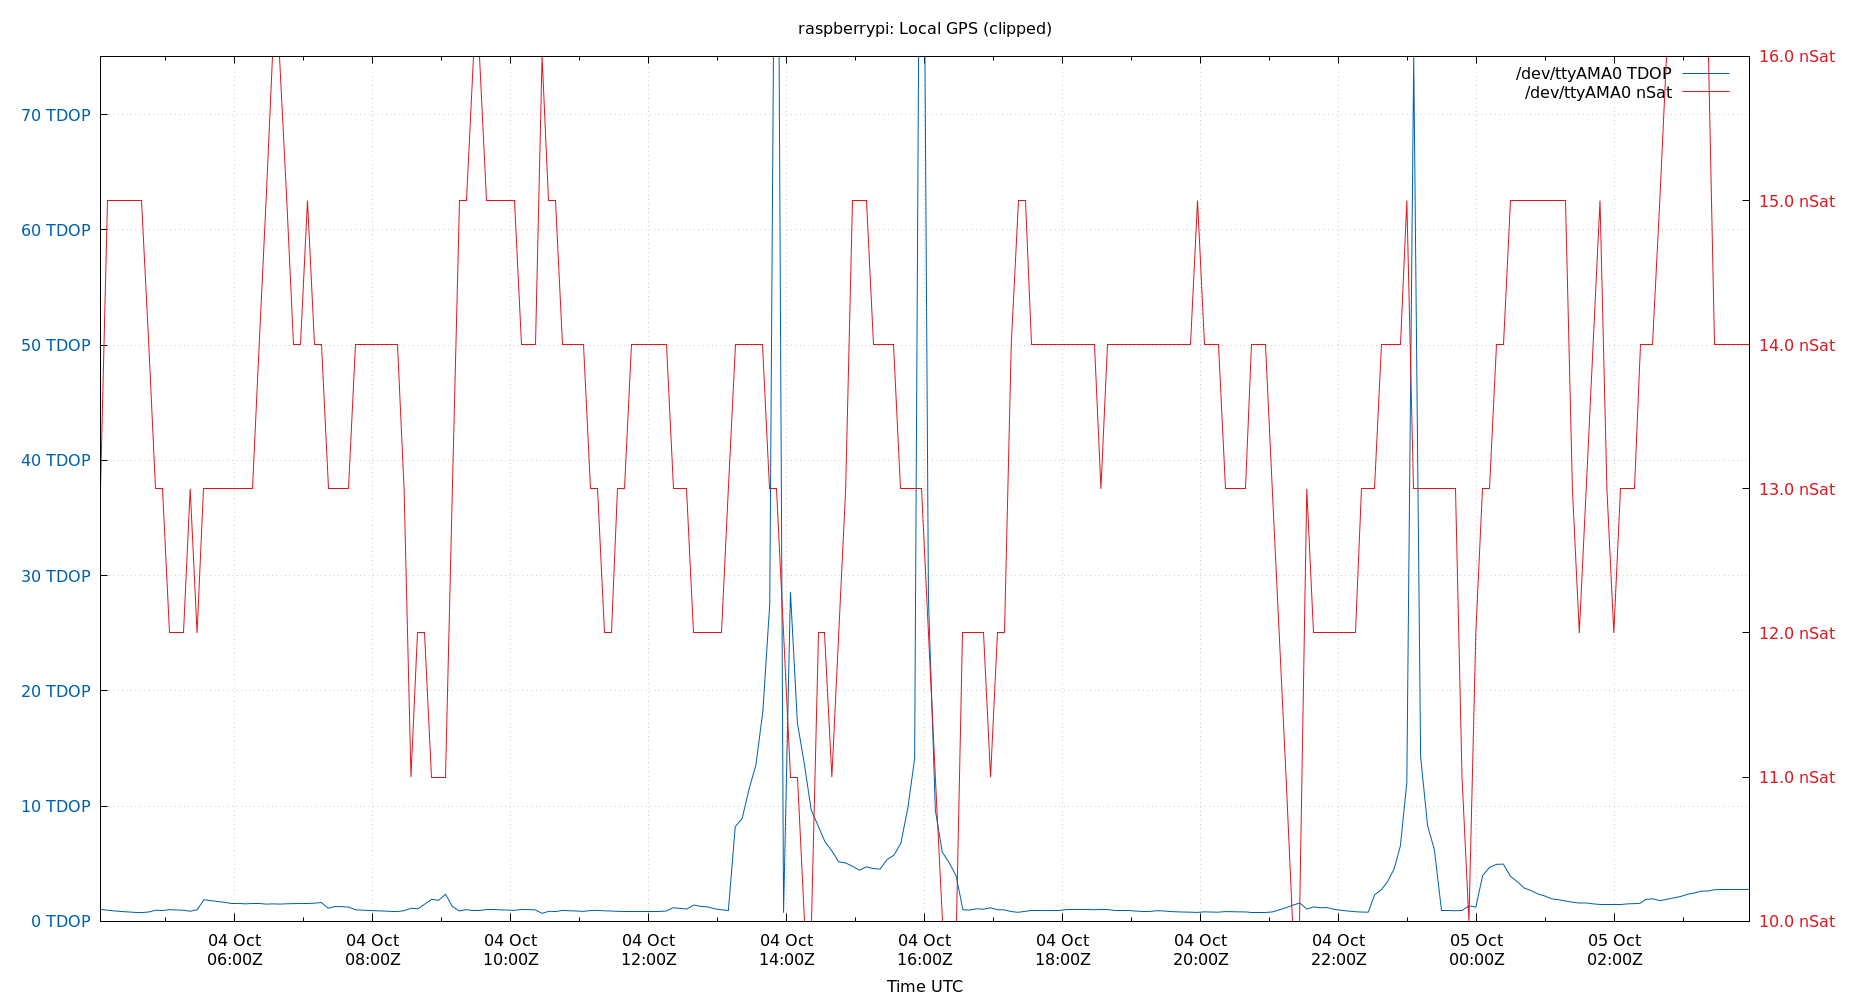 raspberrypi: Local GPS (clipped)
16.0 nSat
/dev/ttyAMA0 TDOP
/dev/ttyAMA0 nSat
70 TDOP
15.0 nSat
60 TDOP
50 TDOP
14.0 nSat
40 TDOP
13.0 nSat
30 TDOP
12.0 nSat
20 TDOP
11.0 nSat
10 TDOP
0 TDOP
10.0 nSat
04 Oct 04 Oct 04 Oct 04 Oct 04 Oct 04 Oct 04 Oct 04 Oct 04 Oct 05 Oct 05 Oct
06:00Z 08:00Z 10:00Z 12:00Z 14:00Z 16:00Z 18:00Z 20:00Z 22:00Z 00:00Z 02:00Z
Time UTC